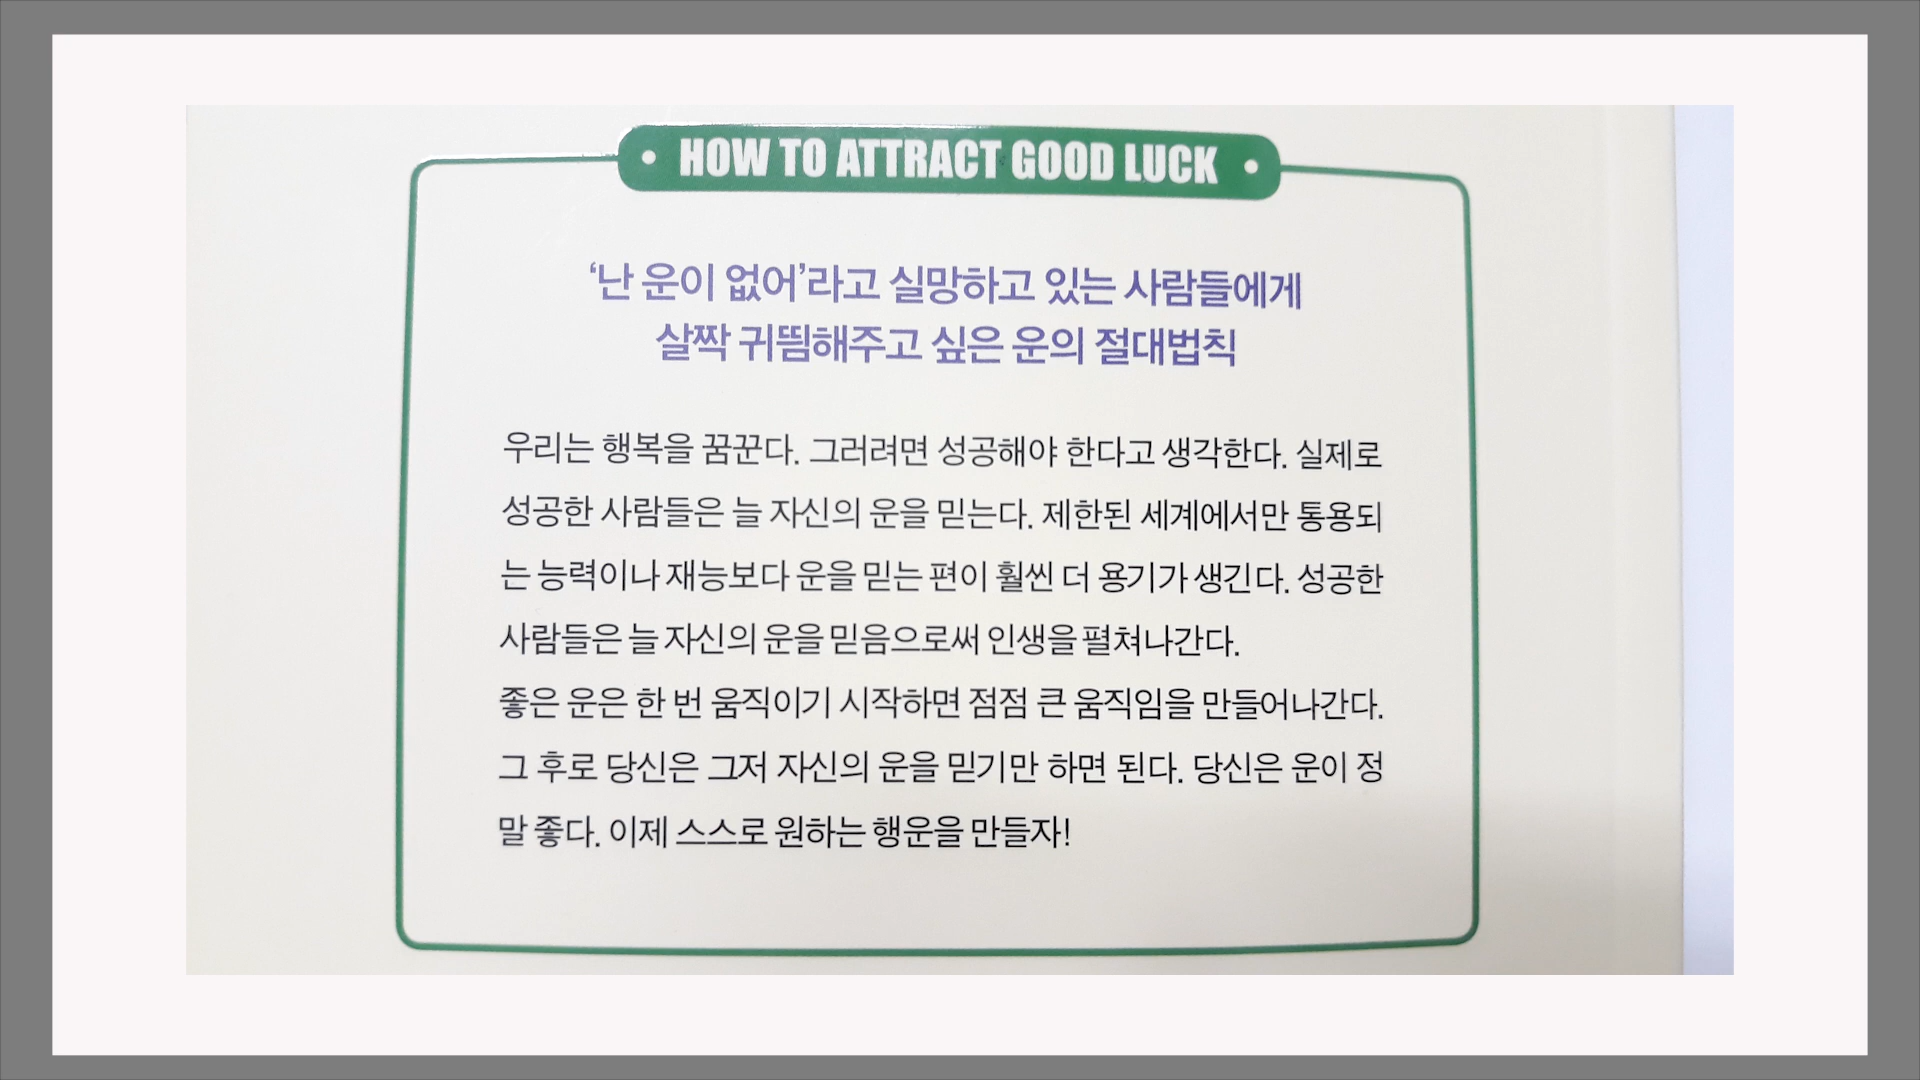 HOW TO ATTRACT GOOD LUCK
‘난 운이 없어’라고 실망하고 있는 사람들에게
살짝 귀띔해주고 싶은 운의 절대법칙
우리는 행복을 꿈꾼다. 그러려면 성공해야 한다고 생각한다. 실제로
성공한 사람들은 늘 자신의 운을 믿는다. 제한된 세계에서만 통용되
는 능력이나 재능보다 운을 믿는 편이 훨씬 더 용기가 생긴다. 성공한
사람들은 늘 자신의 운을 믿음으로써 인생을 펼쳐나간다.
좋은 운은 한 번 움직이기 시작하면 점점 큰 움직임을 만들어나간다.
그 후로 당신은 그저 자신의 운을 믿기만 하면 된다. 당신은 운이 정
말 좋다. 이제 스스로 원하는 행운을 만들자!